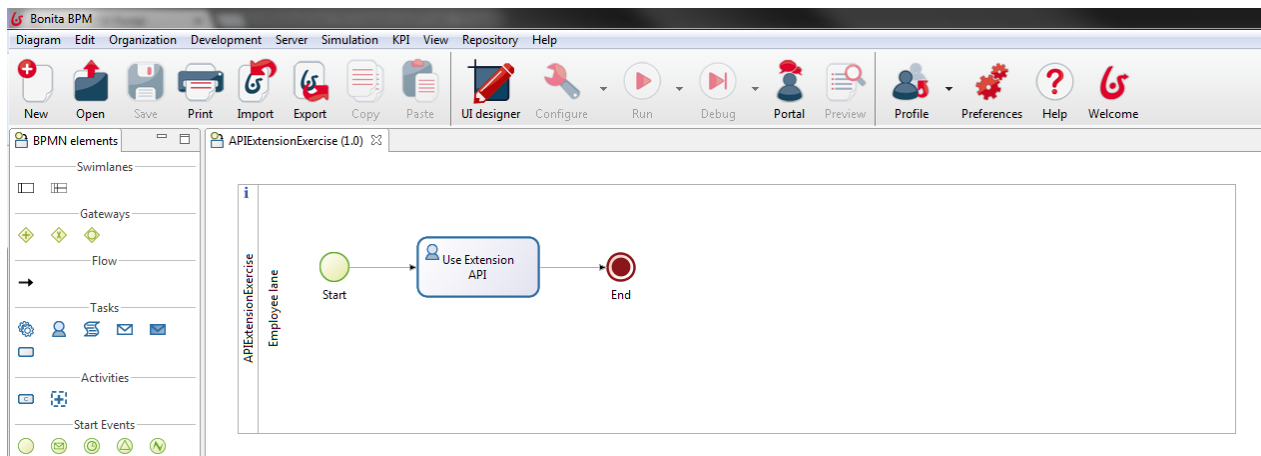 Bonita BPM
Diagram Edit Organization Development Server Simulation KPI View Repository Help
New Open Save Print Import Export Copy Paste UI designer Configure Run Debug Portal Preview Profile Preferences Help Welcome
BPMN elements
APIExtensionExercise (1.0)
Swimlanes
Gateways
Flow
Tasks
Activities
Start Events
APIExtensionExercise
Employee lane
Start
Use Extension
API
End